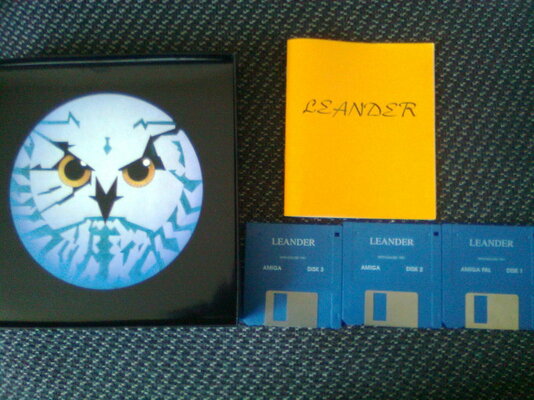 LEANDER
LEANDER
AMIGA DISK 3
LEANDER
AMIGA DISK 2
LEANDER
AMIGA PAL DISK 1